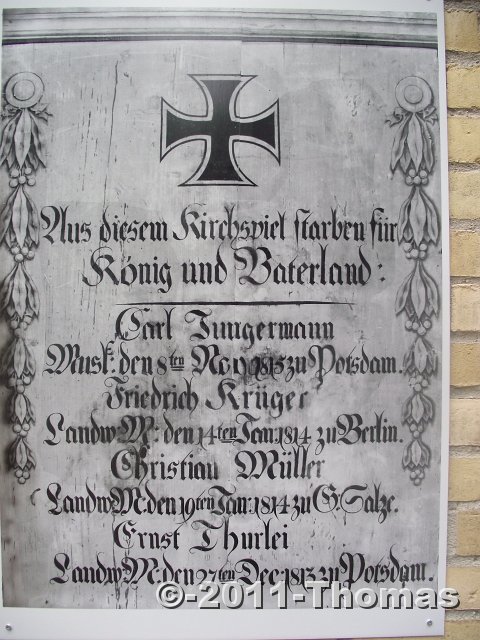 Aus diesem Kirchspiel starben für
König und Vaterland:
Carl Jungermann
Musk: den 8ten Nov 1813 zu Potsdam.
Friedrich Krüger
Landw M: den 14ten Jan: 1814 zu Berlin.
Christian Müller
Landw M: den 19ten Jan: 1814 zu G: Salze.
Ernst Thurlei
Landw M: den 27ten Dec: 1813 zu Potsdam.
©-2011-Thomas